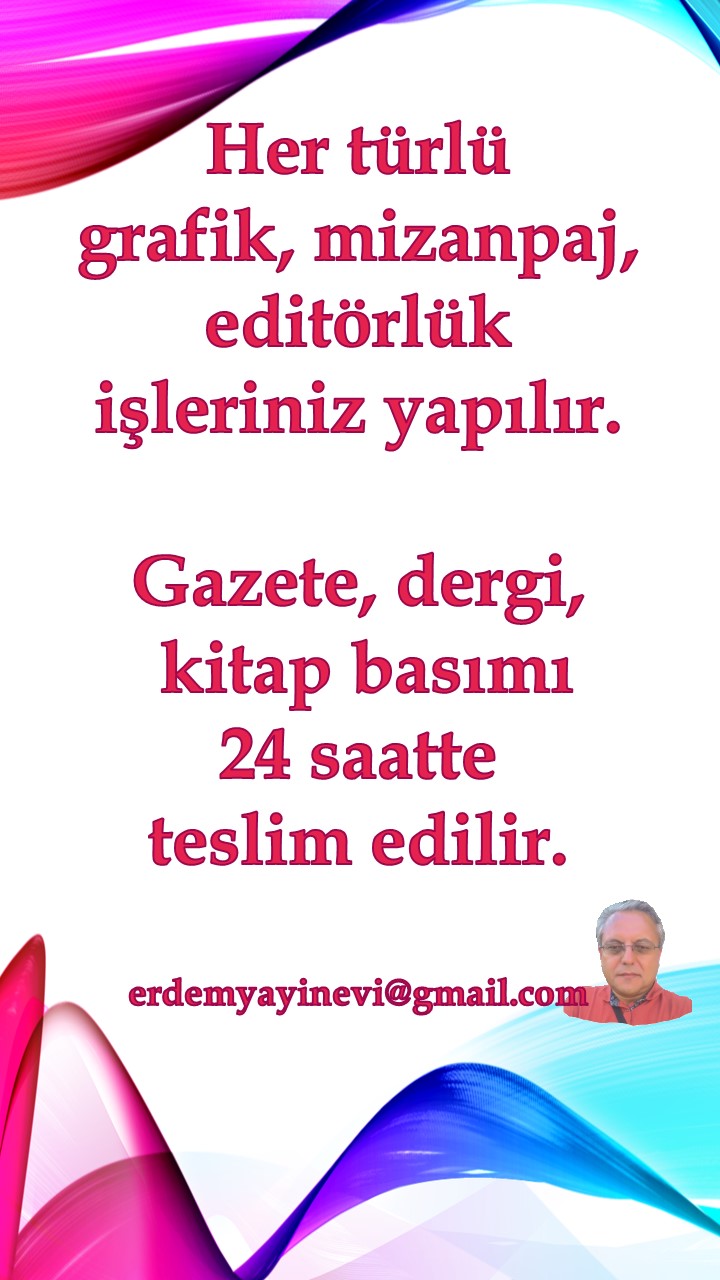 Her türlü
grafik, mizanpaj,
editörlük
işleriniz yapılır.
Gazete, dergi,
kitap basımı
24 saatte
teslim edilir.
erdemyayinevi@gmail.com